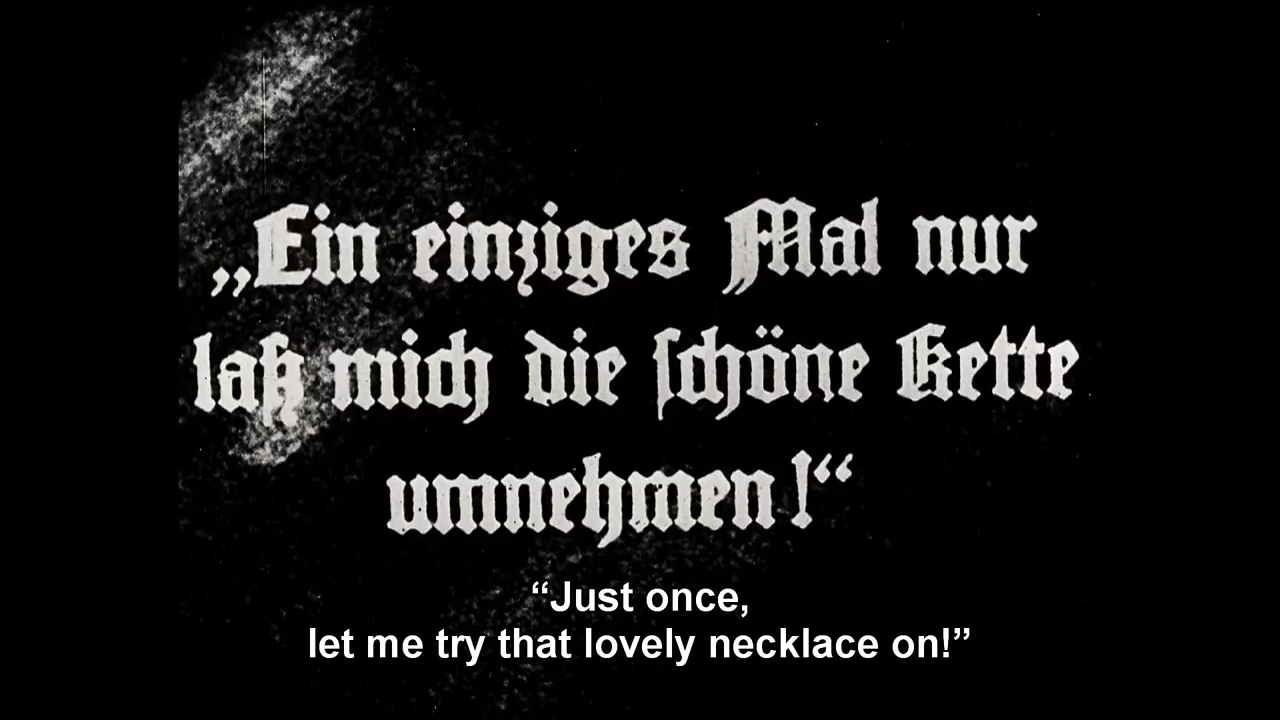 „Ein einziges Mal nur
laß mich die schöne Kette
umnehmen!“
“Just once,
let me try that lovely necklace on!”